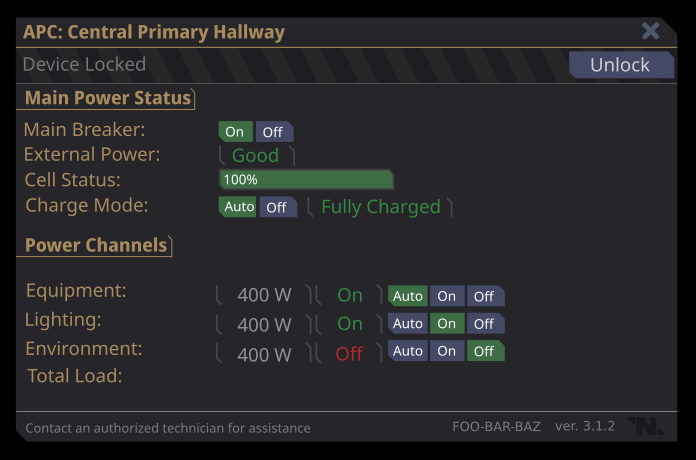 APC: Central Primary Hallway
Device Locked Unlock
Main Power Status
Main Breaker: On Off
External Power: Good
Cell Status: 100%
Charge Mode: Auto Off Fully Charged
Power Channels
Equipment: 400 W On Auto On Off
Lighting: 400 W On Auto On Off
Environment: 400 W Off Auto On Off
Total Load:
Contact an authorized technician for assistance FOO-BAR-BAZ ver. 3.1.2 N